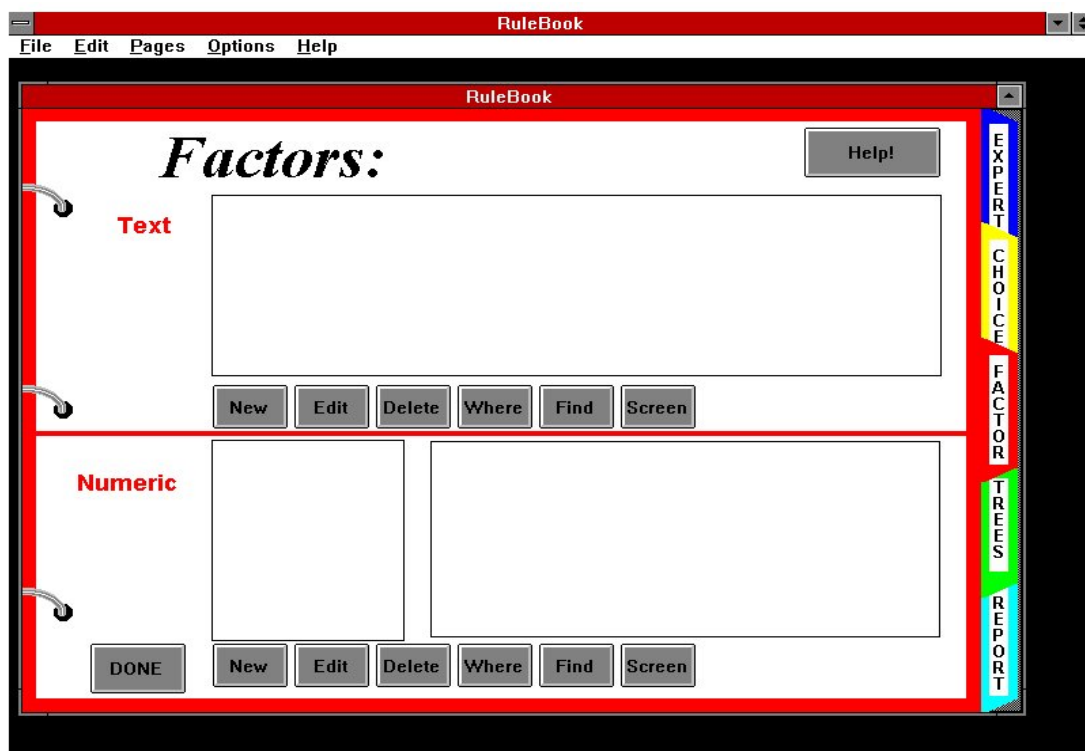 RuleBook
File Edit Pages Options Help
RuleBook
Factors:
Help!
Text
New Edit Delete Where Find Screen
Numeric
DONE
New Edit Delete Where Find Screen
EXPERT
CHOICE
FACTOR
TREES
REPORT